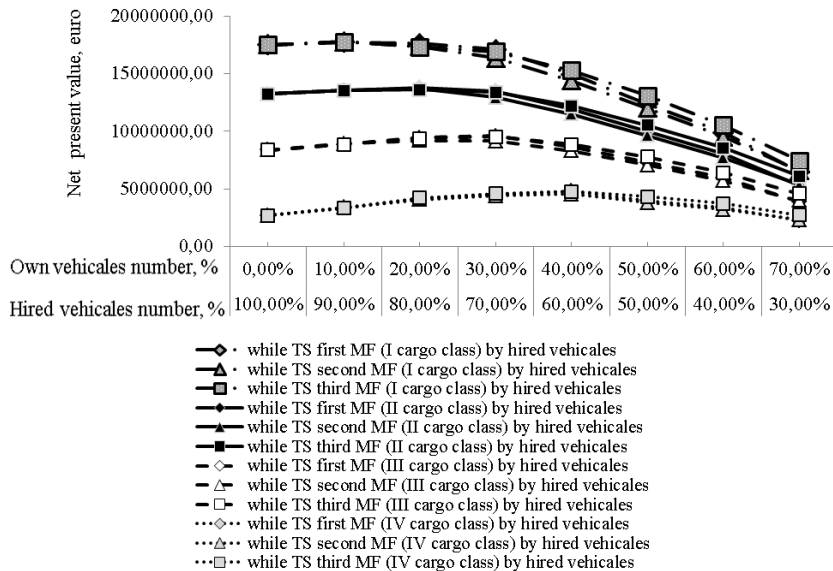 Net present value, euro
20000000,00
15000000,00
10000000,00
5000000,00
0,00
Own vehicales number, % 0,00% 10,00% 20,00% 30,00% 40,00% 50,00% 60,00% 70,00%
Hired vehicales number, % 100,00% 90,00% 80,00% 70,00% 60,00% 50,00% 40,00% 30,00%
while TS first MF (I cargo class) by hired vehicales
while TS second MF (I cargo class) by hired vehicales
while TS third MF (I cargo class) by hired vehicales
while TS first MF (II cargo class) by hired vehicales
while TS second MF (II cargo class) by hired vehicales
while TS third MF (II cargo class) by hired vehicales
while TS first MF (III cargo class) by hired vehicales
while TS second MF (III cargo class) by hired vehicales
while TS third MF (III cargo class) by hired vehicales
while TS first MF (IV cargo class) by hired vehicales
while TS second MF (IV cargo class) by hired vehicales
while TS third MF (IV cargo class) by hired vehicales